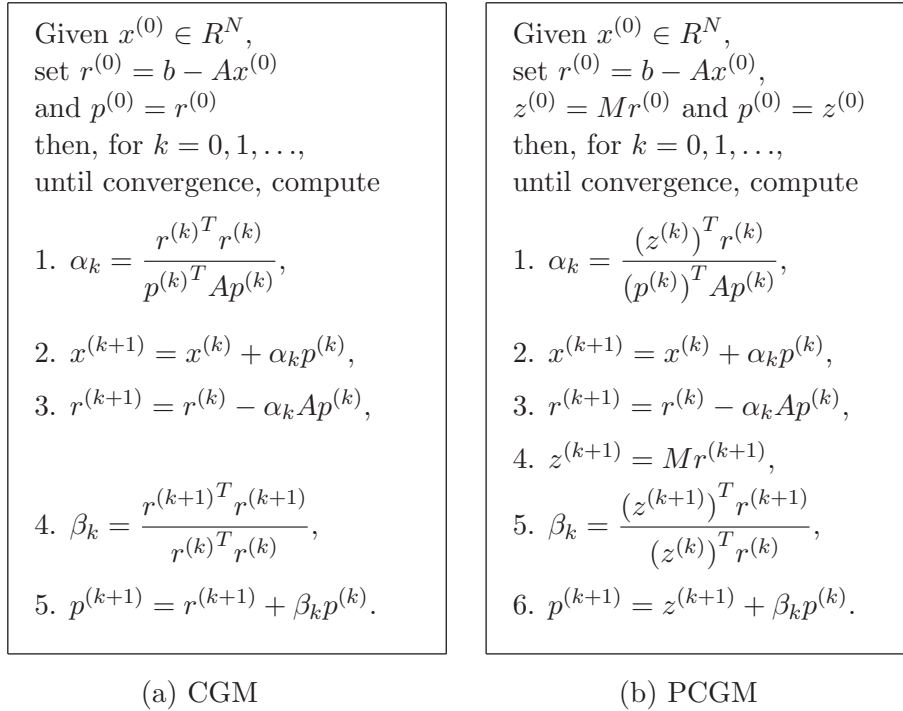 Given x^{(0)} ∈ R^N,
set r^{(0)} = b − Ax^{(0)}
and p^{(0)} = r^{(0)}
then, for k = 0, 1, . . .,
until convergence, compute
1. α_k = \frac{r^{(k)^T} r^{(k)}}{p^{(k)^T} Ap^{(k)}},
2. x^{(k+1)} = x^{(k)} + α_k p^{(k)},
3. r^{(k+1)} = r^{(k)} − α_k Ap^{(k)},
4. β_k = \frac{r^{(k+1)^T} r^{(k+1)}}{r^{(k)^T} r^{(k)}},
5. p^{(k+1)} = r^{(k+1)} + β_k p^{(k)}.
(a) CGM
Given x^{(0)} ∈ R^N,
set r^{(0)} = b − Ax^{(0)},
z^{(0)} = Mr^{(0)} and p^{(0)} = z^{(0)}
then, for k = 0, 1, . . .,
until convergence, compute
1. α_k = \frac{(z^{(k)})^T r^{(k)}}{(p^{(k)})^T Ap^{(k)}},
2. x^{(k+1)} = x^{(k)} + α_k p^{(k)},
3. r^{(k+1)} = r^{(k)} − α_k Ap^{(k)},
4. z^{(k+1)} = Mr^{(k+1)},
5. β_k = \frac{(z^{(k+1)})^T r^{(k+1)}}{(z^{(k)})^T r^{(k)}},
6. p^{(k+1)} = z^{(k+1)} + β_k p^{(k)}.
(b) PCGM